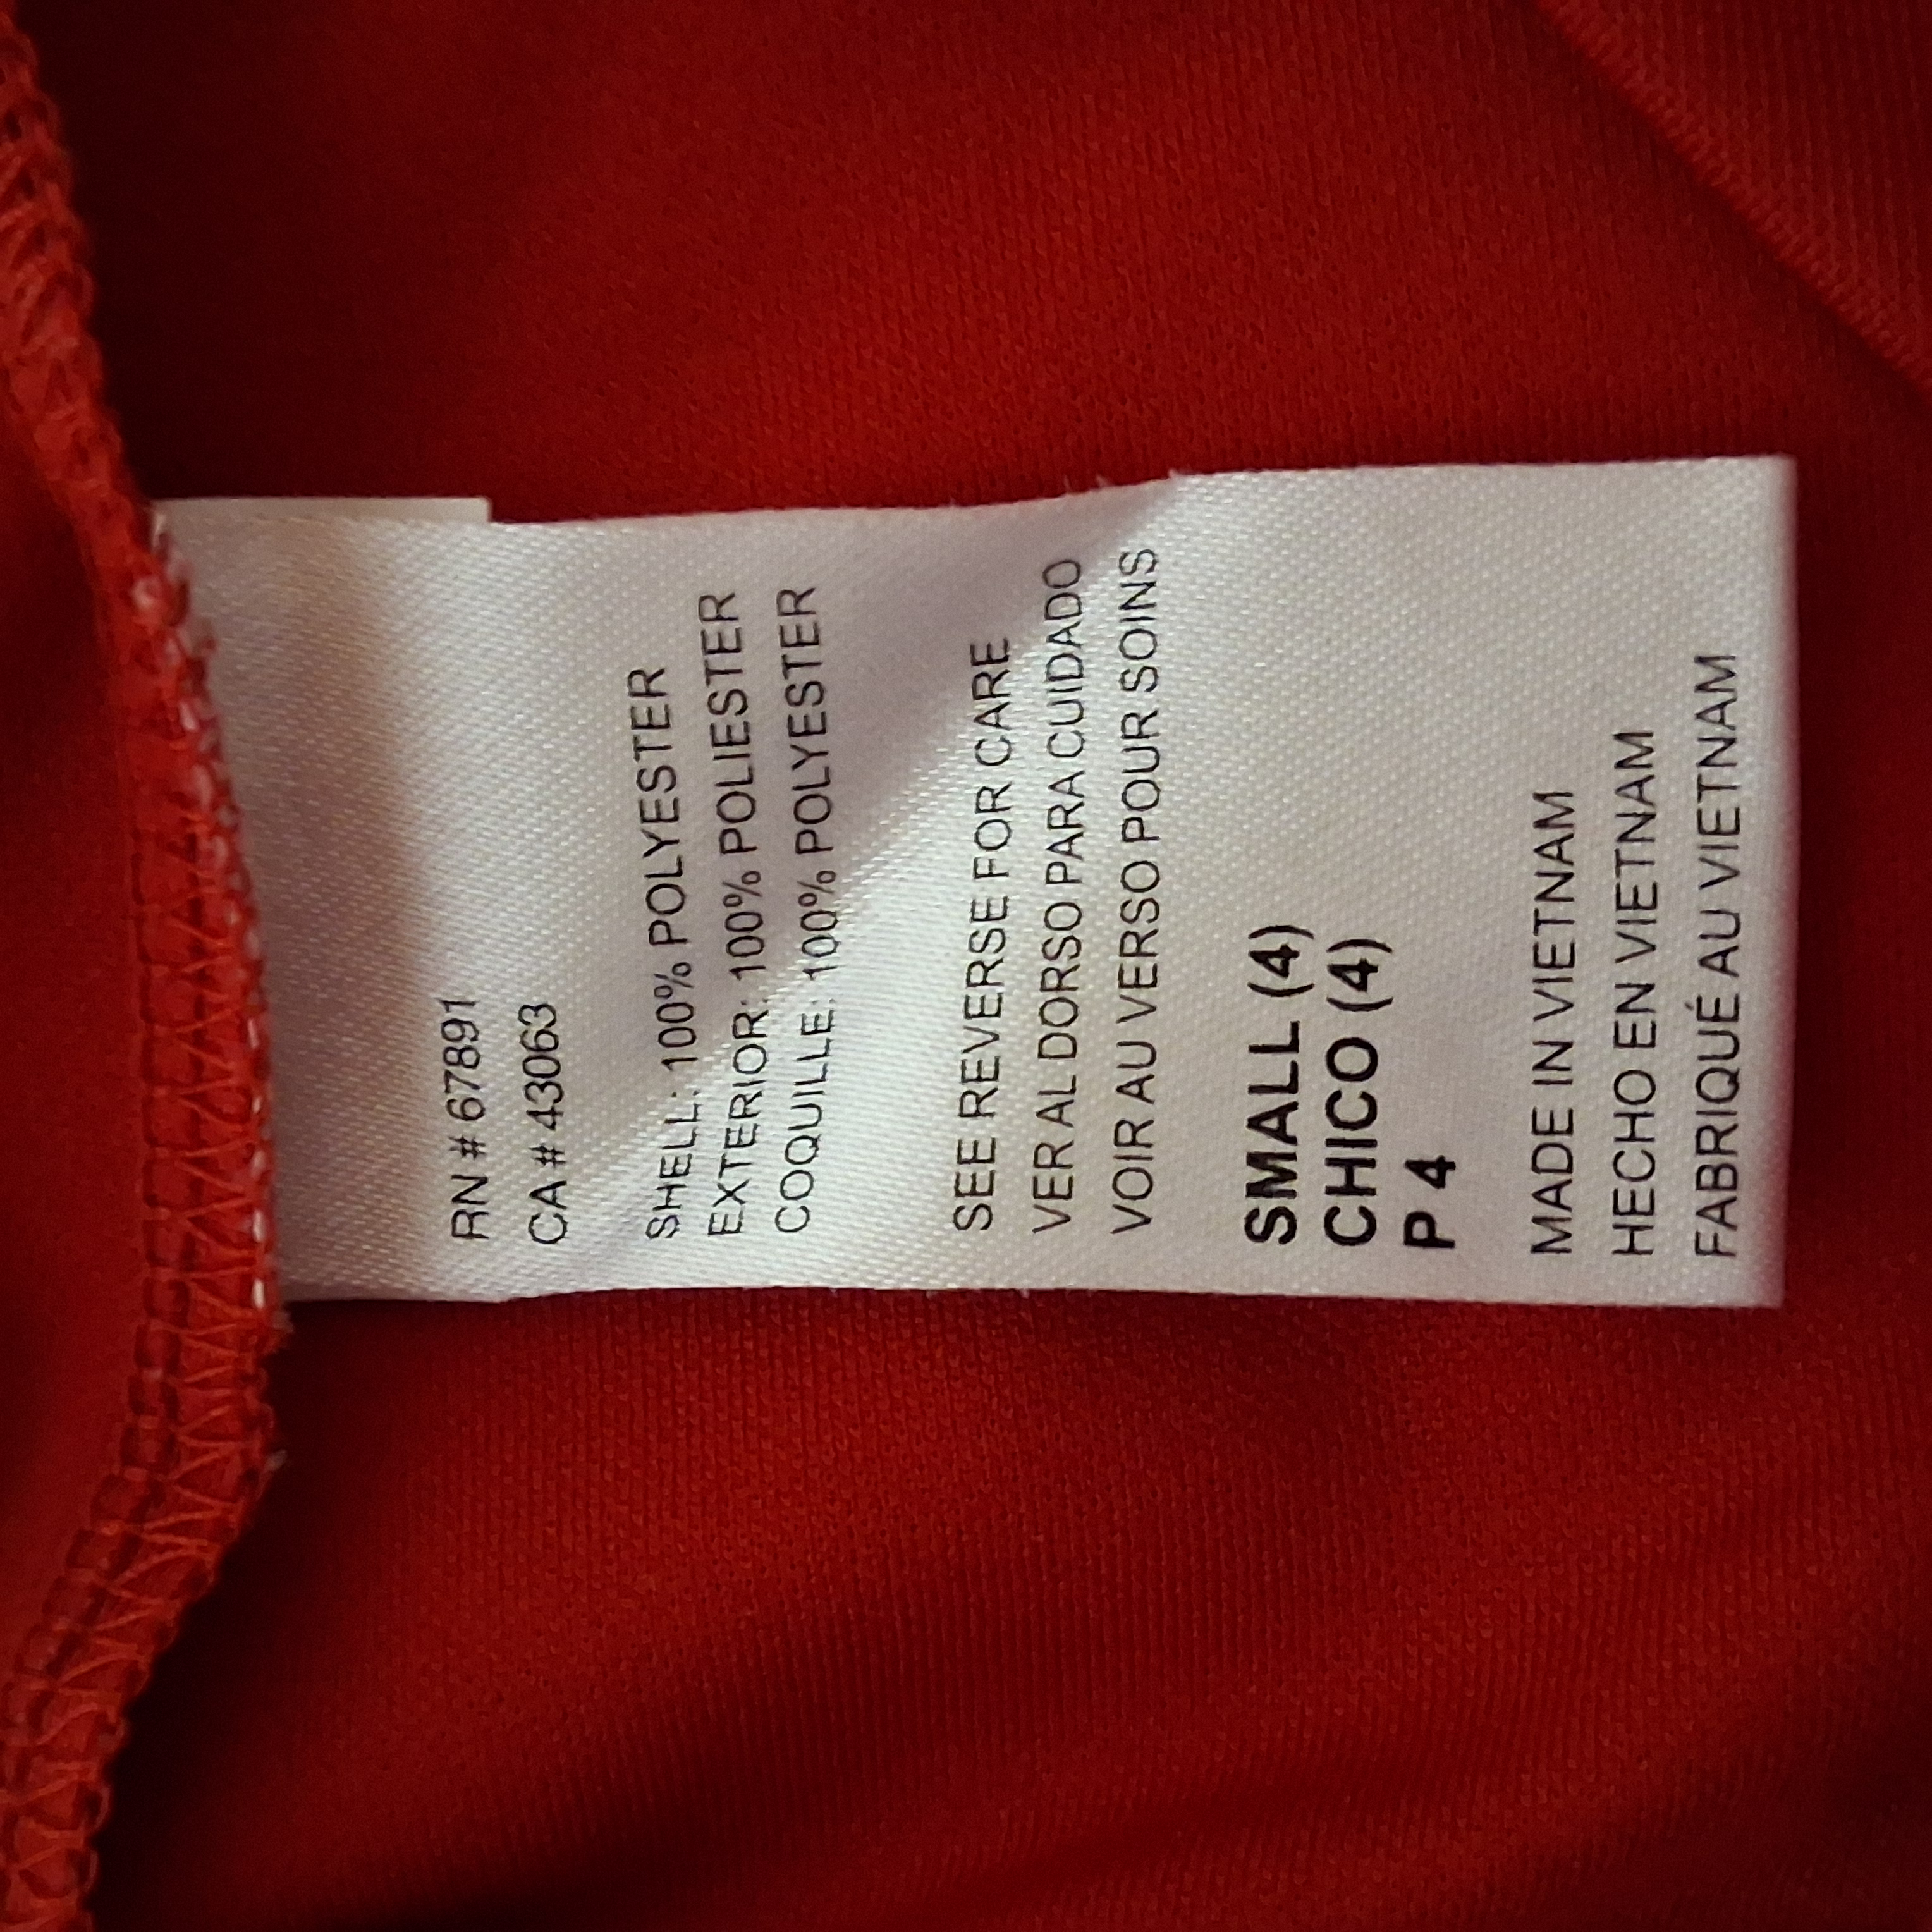 RN # 67891
CA # 43063
SHELL: 100% POLYESTER
EXTERIOR: 100% POLIESTER
COQUILLE: 100% POLYESTER
SEE REVERSE FOR CARE
VER AL DORSO PARA CUIDADO
VOIR AU VERSO POUR SOINS
SMALL (4)
CHICO (4)
P 4
MADE IN VIETNAM
HECHO EN VIETNAM
FABRIQUÉ AU VIETNAM